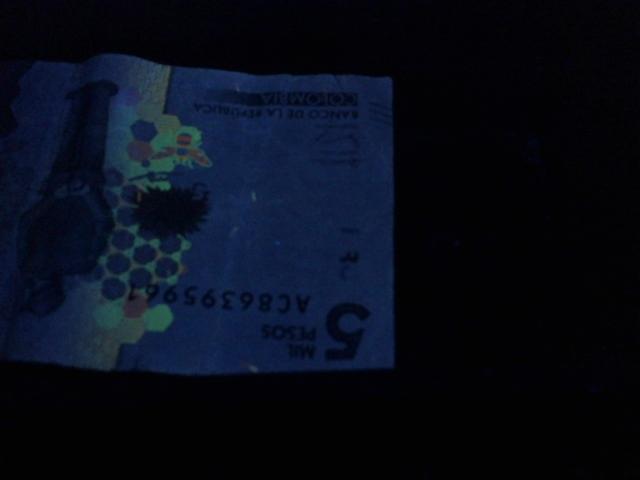 COLOMBIA
BANCO DE LA REPÚBLICA
AC86395961
5
MIL
PESOS